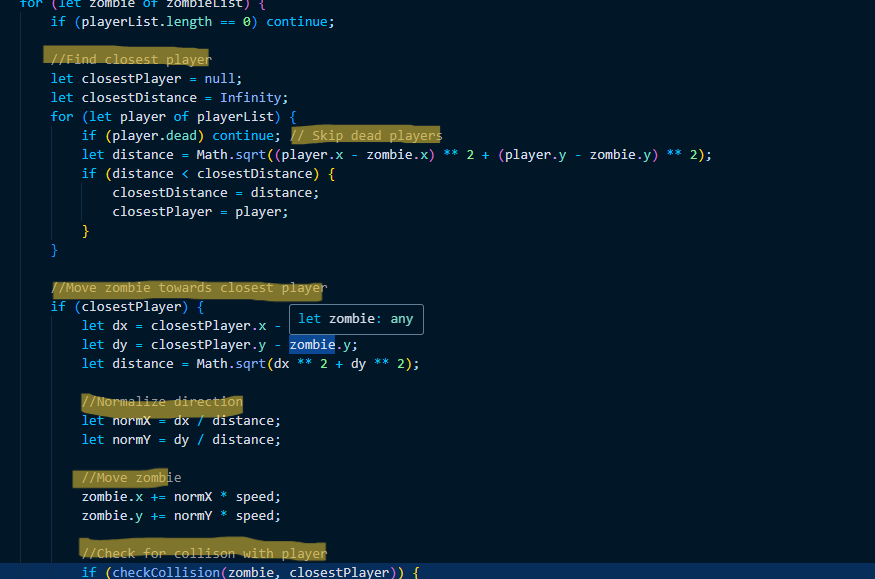 for (let zombie of zombieList) {
if (playerList.length == 0) continue;
//Find closest player
let closestPlayer = null;
let closestDistance = Infinity;
for (let player of playerList) {
if (player.dead) continue; // Skip dead players
let distance = Math.sqrt((player.x - zombie.x) ** 2 + (player.y - zombie.y) ** 2);
if (distance < closestDistance) {
closestDistance = distance;
closestPlayer = player;
}
}
//Move zombie towards closest player
if (closestPlayer) {
let zombie: any
let dx = closestPlayer.x -
let dy = closestPlayer.y - zombie.y;
let distance = Math.sqrt(dx ** 2 + dy ** 2);
//Normalize direction
let normX = dx / distance;
let normY = dy / distance;
//Move zombie
zombie.x += normX * speed;
zombie.y += normY * speed;
//Check for collison with player
if (checkCollision(zombie, closestPlayer)) {